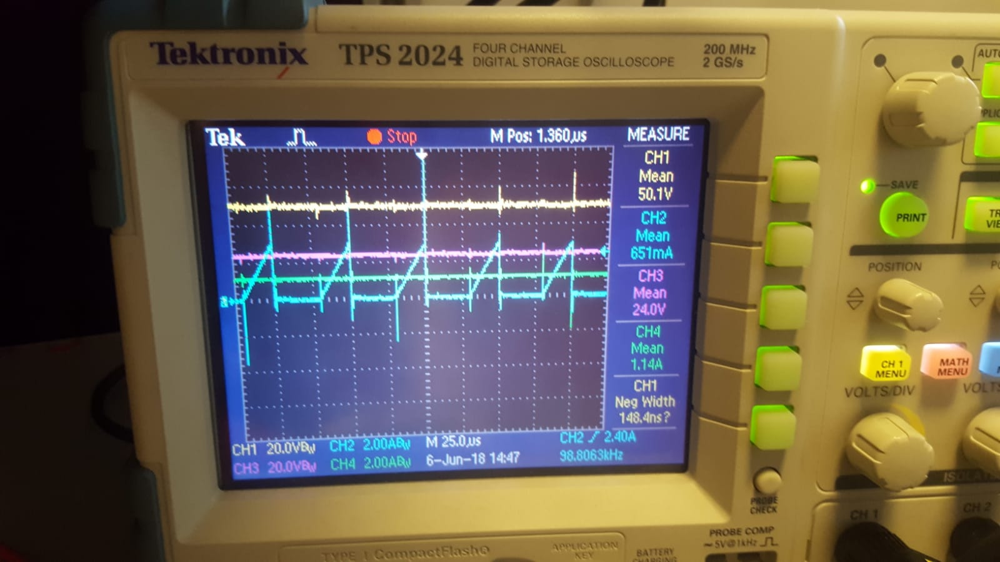 Tektronix TPS 2024 FOUR CHANNEL
DIGITAL STORAGE OSCILLOSCOPE
200 MHz
2 GS/s
Tek Stop M Pos: 1.360µs MEASURE
CH1
Mean
50.1V
CH2
Mean
651mA
CH3
Mean
24.0V
CH4
Mean
1.14A
CH1
Neg Width
148.4ns?
2
CH1 20.0VBW CH2 2.00ABW M 25.0µs CH2 2.40A
CH3 20.0VBW CH4 2.00ABW 6-Jun-18 14:47 98.8063kHz
AUTO
SAVE
PRINT
POSITION
CH 1
MENU
MATH
MENU
VOLTS/DIV
VOLTS
PROBE
CHECK
CH 1
CH 2
PROBE COMP
~5V@1kHz
TYPE I CompactFlash®
APPLICATION
KEY
BATTERY
CHARGING